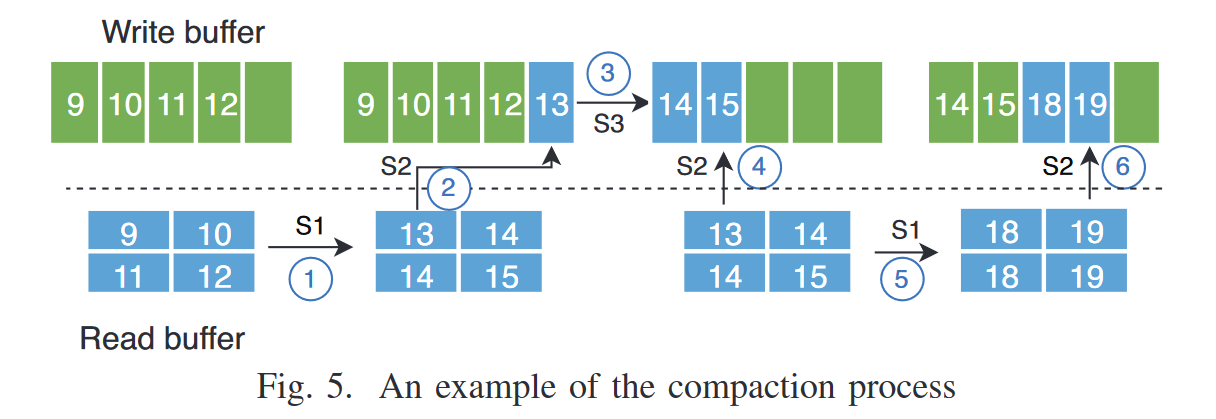 Write buffer
9 10 11 12
9 10 11 12 13
3
S3
14 15
14 15 18 19
S2
2
S2
4
S2
6
9 10
11 12
S1
1
13 14
14 15
13 14
14 15
S1
5
18 19
18 19
Read buffer
Fig. 5. An example of the compaction process